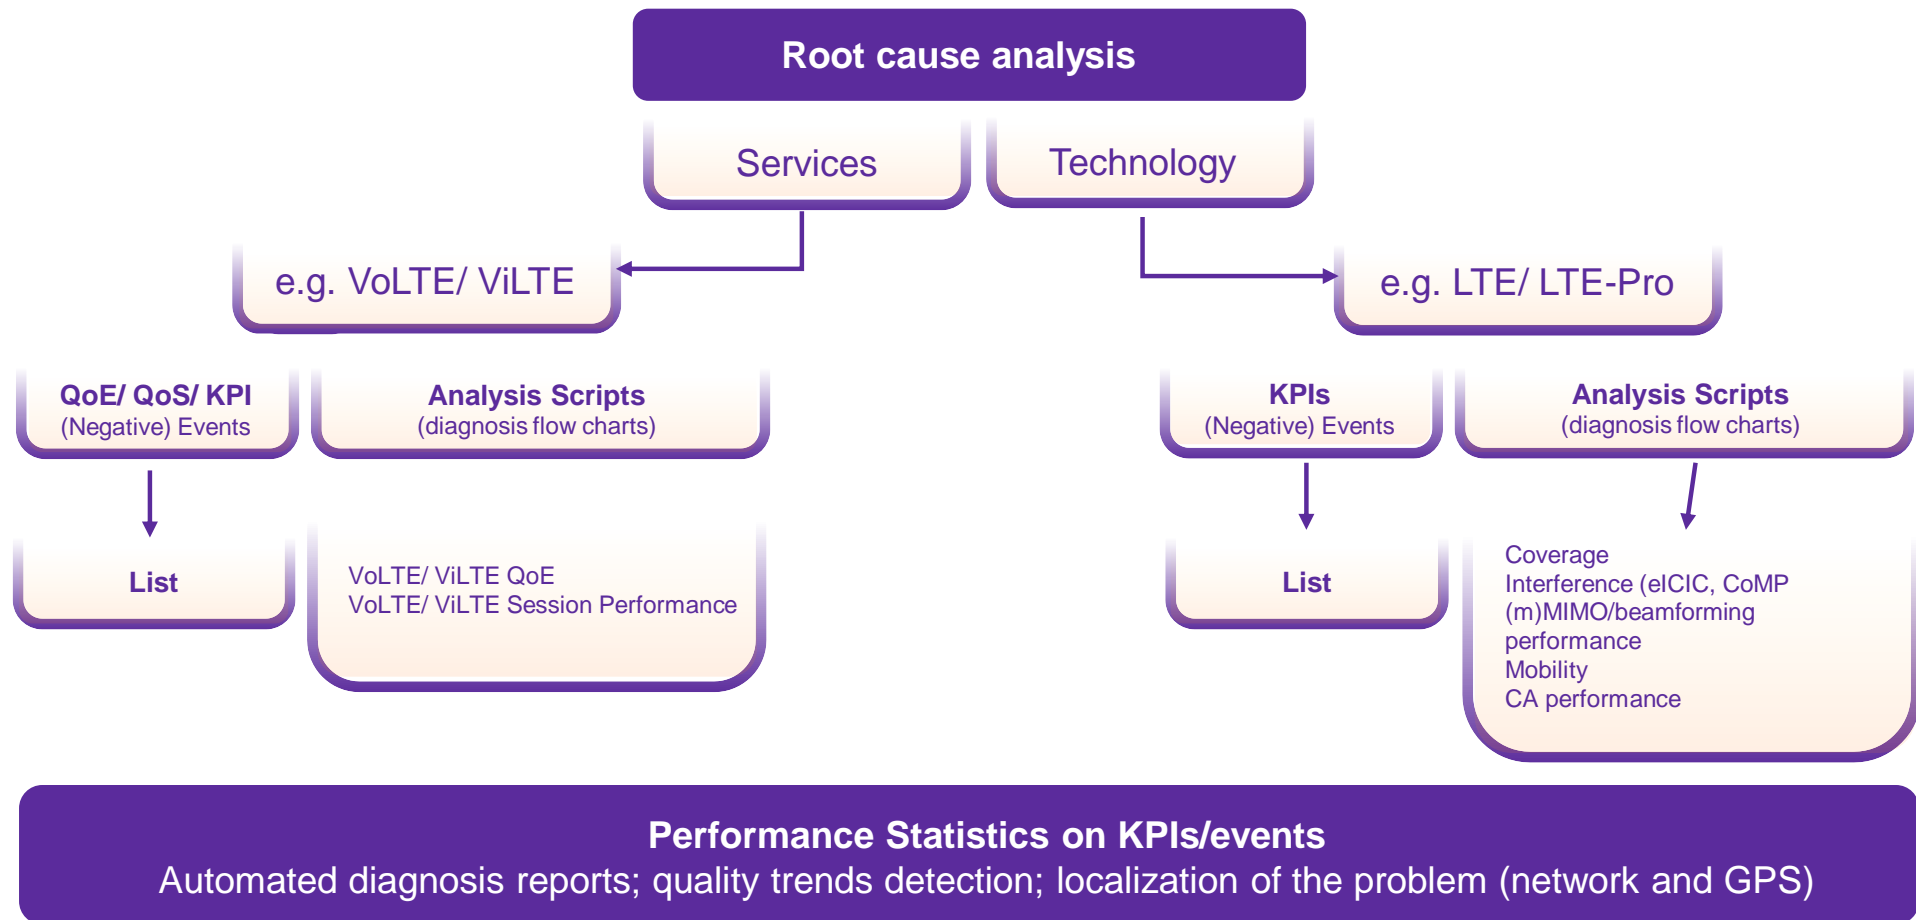 Root cause analysis
Services
Technology
e.g. VoLTE/ ViLTE
e.g. LTE/ LTE-Pro
QoE/ QoS/ KPI
(Negative) Events
Analysis Scripts
(diagnosis flow charts)
KPIs
(Negative) Events
Analysis Scripts
(diagnosis flow charts)
List
VoLTE/ ViLTE QoE
VoLTE/ ViLTE Session Performance
List
Coverage
Interference (eICIC, CoMP
(m)MIMO/beamforming
performance
Mobility
CA performance
Performance Statistics on KPIs/events
Automated diagnosis reports; quality trends detection; localization of the problem (network and GPS)